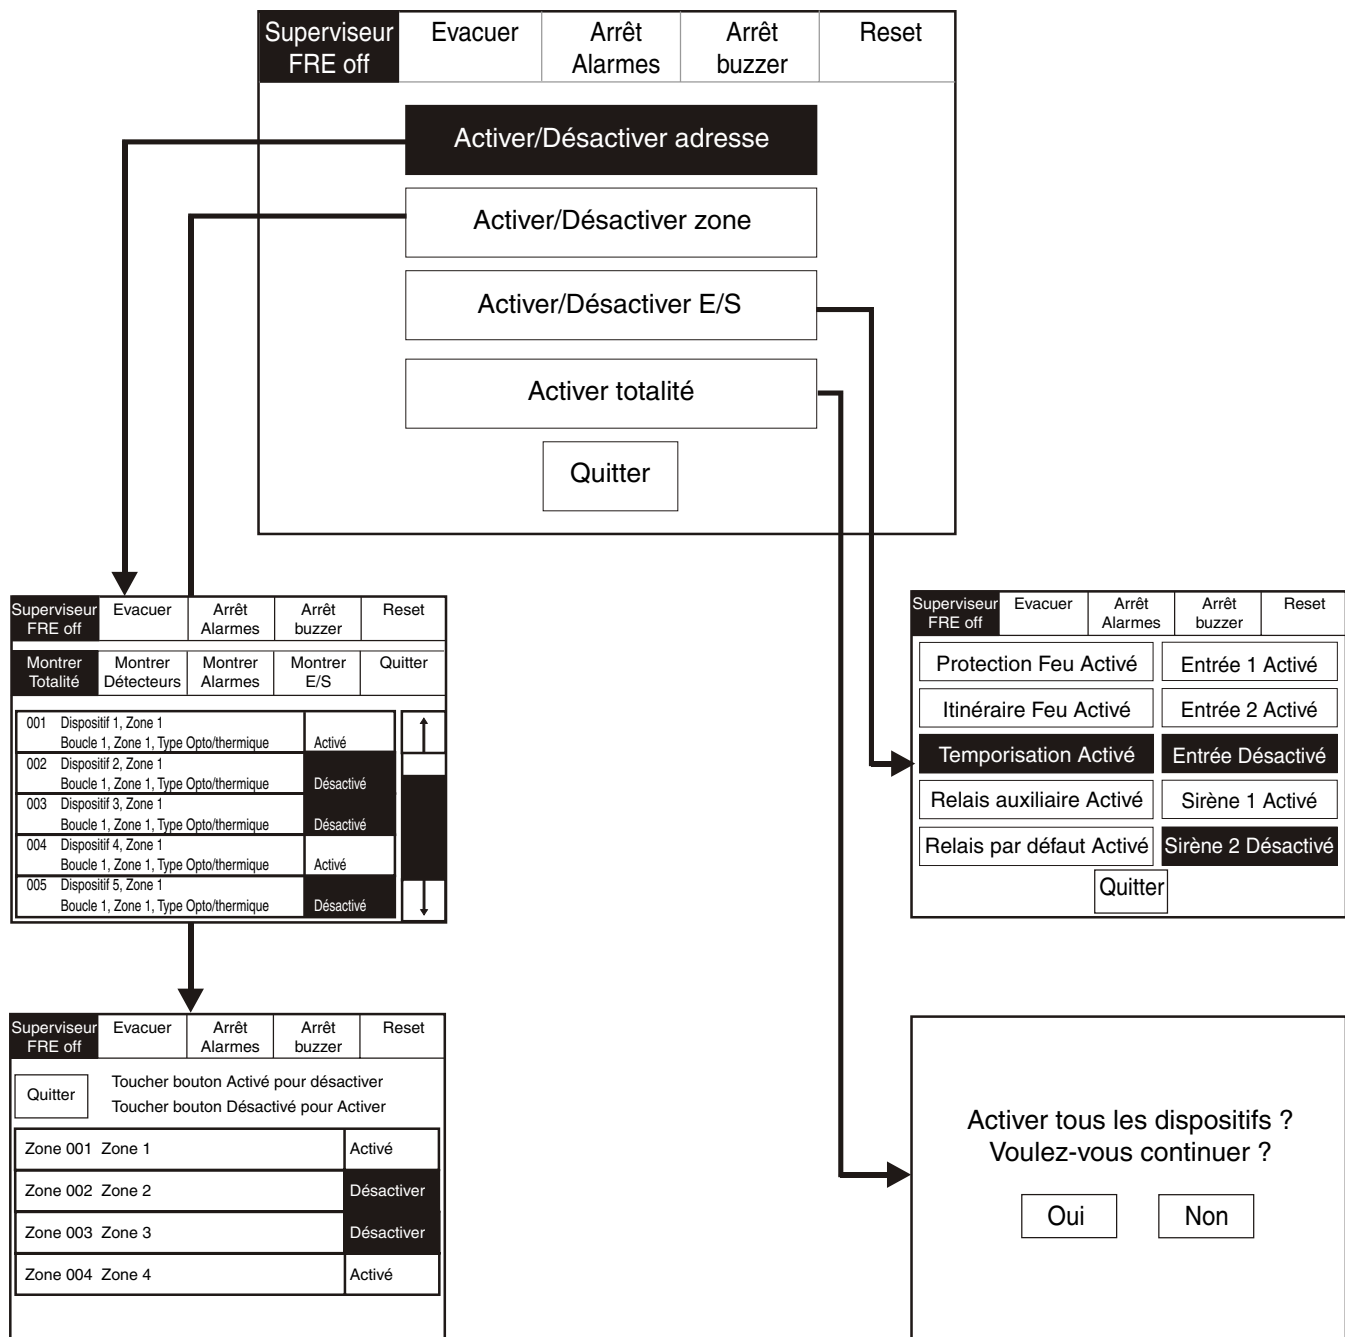 Superviseur FRE off
Evacuer
Arrêt Alarmes
Arrêt buzzer
Reset
Activer/Désactiver adresse
Activer/Désactiver zone
Activer/Désactiver E/S
Activer totalité
Quitter
Superviseur FRE off
Evacuer
Arrêt Alarmes
Arrêt buzzer
Reset
Montrer Totalité
Montrer Détecteurs
Montrer Alarmes
Montrer E/S
Quitter
001 Dispositif 1, Zone 1
Boucle 1, Zone 1, Type Opto/thermique Activé
002 Dispositif 2, Zone 1
Boucle 1, Zone 1, Type Opto/thermique Désactivé
003 Dispositif 3, Zone 1
Boucle 1, Zone 1, Type Opto/thermique Désactivé
004 Dispositif 4, Zone 1
Boucle 1, Zone 1, Type Opto/thermique Activé
005 Dispositif 5, Zone 1
Boucle 1, Zone 1, Type Opto/thermique Désactivé
Superviseur FRE off
Evacuer
Arrêt Alarmes
Arrêt buzzer
Reset
Protection Feu Activé
Entrée 1 Activé
Itinéraire Feu Activé
Entrée 2 Activé
Temporisation Activé
Entrée Désactivé
Relais auxiliaire Activé
Sirène 1 Activé
Relais par défaut Activé
Sirène 2 Désactivé
Quitter
Superviseur FRE off
Evacuer
Arrêt Alarmes
Arrêt buzzer
Reset
Quitter
Toucher bouton Activé pour désactiver
Toucher bouton Désactivé pour Activer
Zone 001 Zone 1 Activé
Zone 002 Zone 2 Désactiver
Zone 003 Zone 3 Désactiver
Zone 004 Zone 4 Activé
Activer tous les dispositifs ?
Voulez-vous continuer ?
Oui
Non